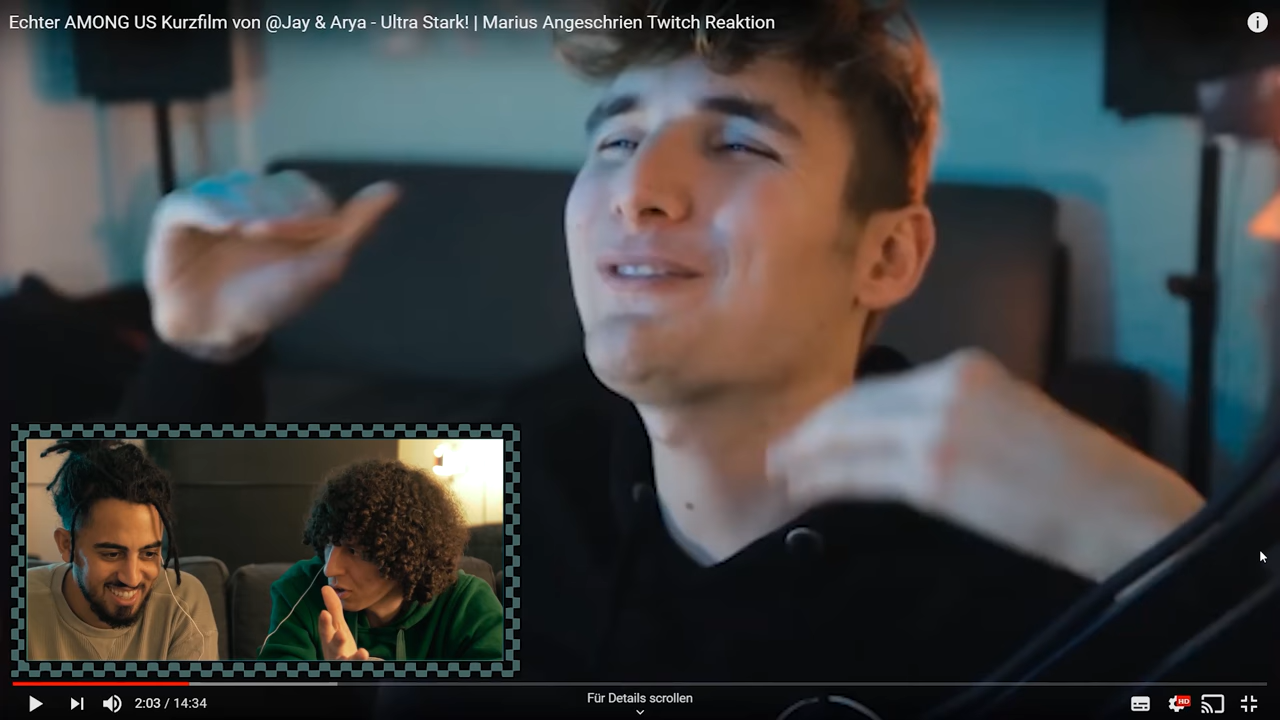 Echter AMONG US Kurzfilm von @Jay & Arya - Ultra Stark! | Marius Angeschrien Twitch Reaktion
Für Details scrollen
2:03 / 14:34
HD